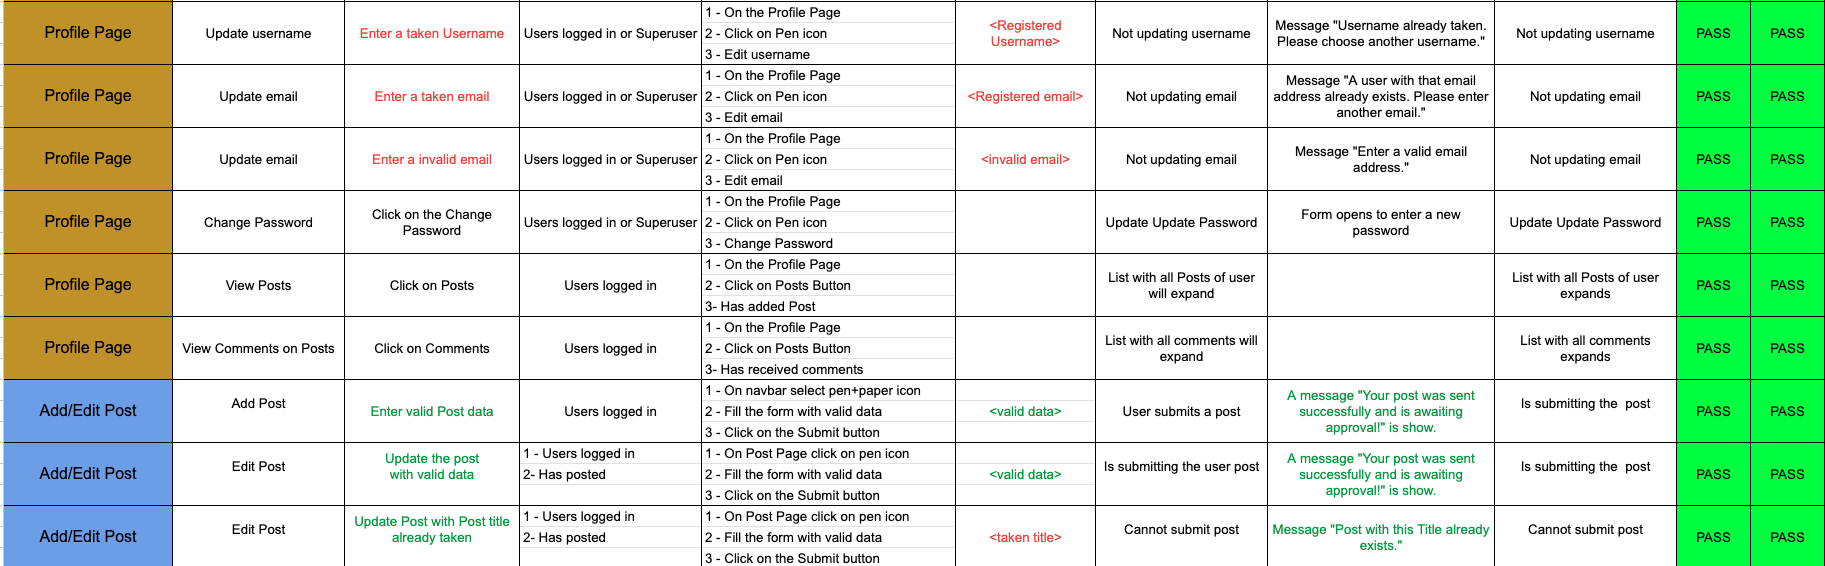 Profile Page
Update username
Enter a taken Username
Users logged in or Superuser
1 - On the Profile Page
2 - Click on Pen icon
3 - Edit username
<Registered
Username>
Not updating username
Message "Username already taken.
Please choose another username."
Not updating username
PASS
PASS
Profile Page
Update email
Enter a taken email
Users logged in or Superuser
1 - On the Profile Page
2 - Click on Pen icon
3 - Edit email
<Registered email>
Not updating email
Message "A user with that email
address already exists. Please enter
another email."
Not updating email
PASS
PASS
Profile Page
Update email
Enter a invalid email
Users logged in or Superuser
1 - On the Profile Page
2 - Click on Pen icon
3 - Edit email
<invalid email>
Not updating email
Message "Enter a valid email
address."
Not updating email
PASS
PASS
Profile Page
Change Password
Click on the Change
Password
Users logged in or Superuser
1 - On the Profile Page
2 - Click on Pen icon
3 - Change Password
Update Update Password
Form opens to enter a new
password
Update Update Password
PASS
PASS
Profile Page
View Posts
Click on Posts
Users logged in
1 - On the Profile Page
2 - Click on Posts Button
3- Has added Post
List with all Posts of user
will expand
List with all Posts of user
expands
PASS
PASS
Profile Page
View Comments on Posts
Click on Comments
Users logged in
1 - On the Profile Page
2 - Click on Posts Button
3- Has received comments
List with all comments will
expand
List with all comments
expands
PASS
PASS
Add/Edit Post
Add Post
Enter valid Post data
Users logged in
1 - On navbar select pen+paper icon
2 - Fill the form with valid data
3 - Click on the Submit button
<valid data>
User submits a post
A message "Your post was sent
successfully and is awaiting
approval!" is show.
Is submitting the  post
PASS
PASS
Add/Edit Post
Edit Post
Update the post
with valid data
1 - Users logged in
2- Has posted
1 - On Post Page click on pen icon
2 - Fill the form with valid data
3 - Click on the Submit button
<valid data>
Is submitting the user post
A message "Your post was sent
successfully and is awaiting
approval!" is show.
Is submitting the  post
PASS
PASS
Add/Edit Post
Edit Post
Update Post with Post title
already taken
1 - Users logged in
2- Has posted
1 - On Post Page click on pen icon
2 - Fill the form with valid data
3 - Click on the Submit button
<taken title>
Cannot submit post
Message "Post with this Title already
exists."
Cannot submit post
PASS
PASS